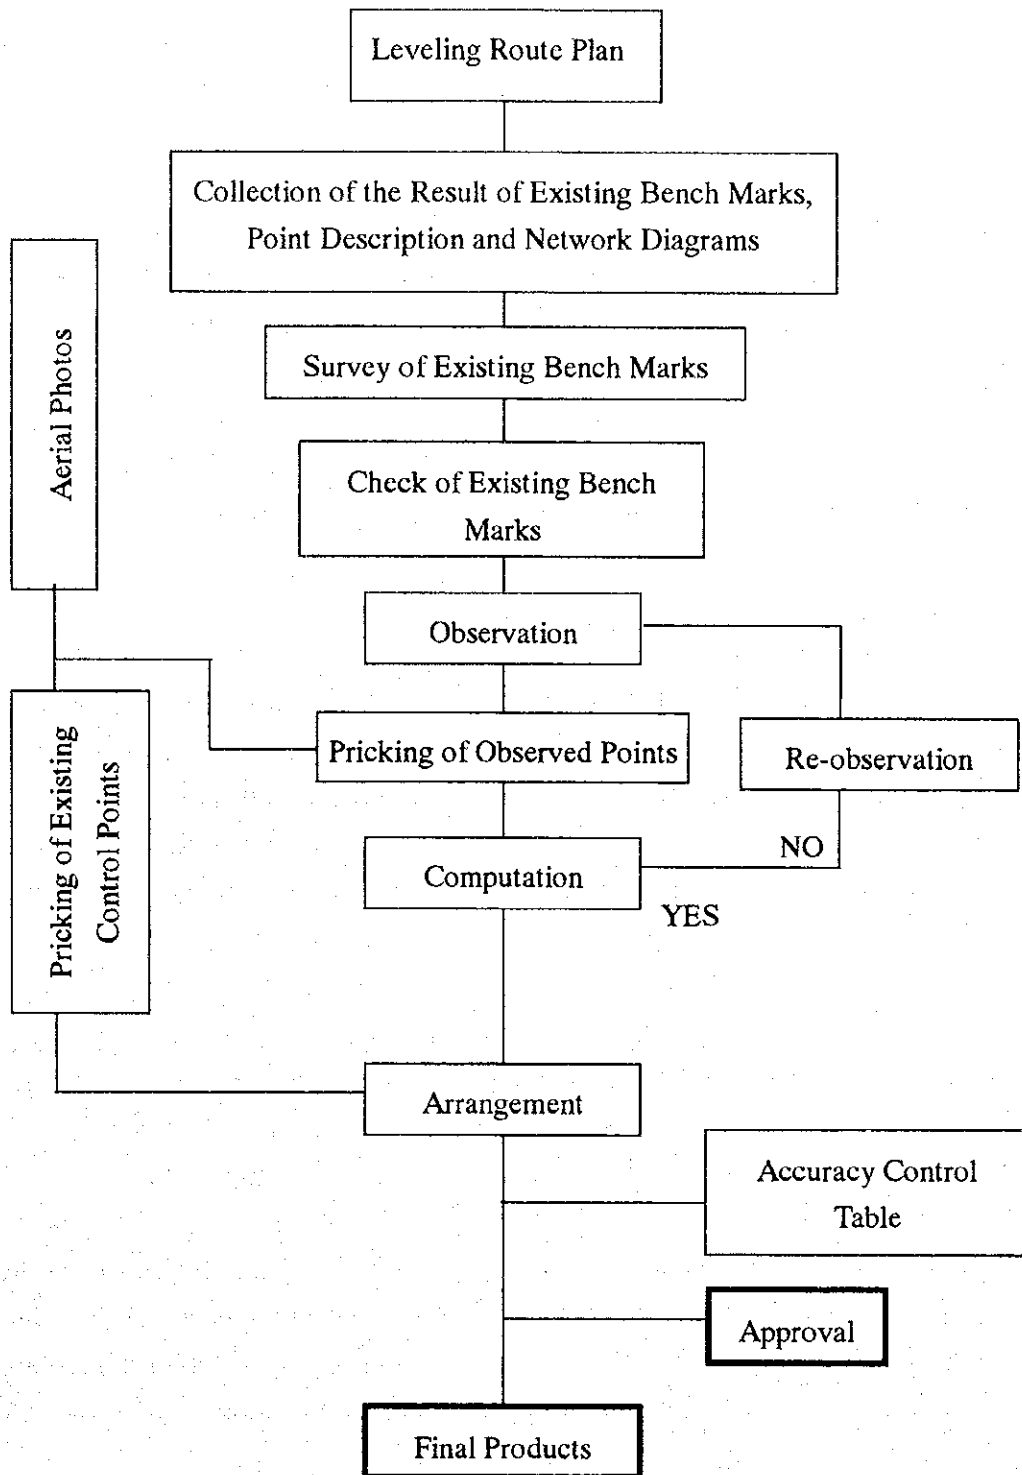 Leveling Route Plan
Collection of the Result of Existing Bench Marks,
Point Description and Network Diagrams
Aerial Photos
Survey of Existing Bench Marks
Check of Existing Bench
Marks
Observation
Pricking of Existing
Control Points
Pricking of Observed Points
Re-observation
NO
Computation
YES
Arrangement
Accuracy Control
Table
Approval
Final Products